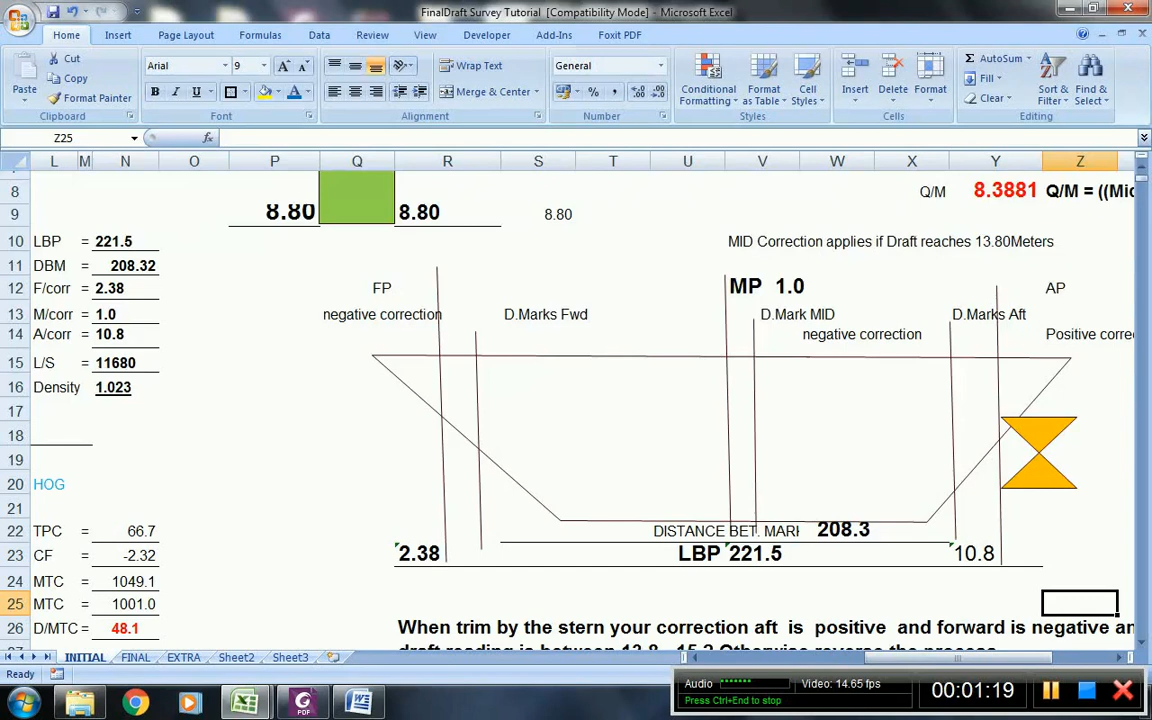 FinalDraft Survey Tutorial [Compatibility Mode] - Microsoft Excel
Home Insert Page Layout Formulas Data Review View Developer Add-Ins Foxit PDF
Paste
Cut
Copy
Format Painter
Clipboard
Arial 9
B I U
Font
Wrap Text
Merge & Center
Alignment
General
Number
Conditional Formatting
Format as Table
Cell Styles
Styles
Insert
Delete
Format
Cells
AutoSum
Fill
Clear
Sort & Filter
Find & Select
Editing
Z25 fx
L M N O P Q R S T U V W X Y Z
8 Q/M 8.3881 Q/M = ((Mic
9 8.80 8.80 8.80
10 LBP = 221.5 MID Correction applies if Draft reaches 13.80Meters
11 DBM = 208.32
12 F/corr = 2.38 FP MP 1.0 AP
13 M/corr = 1.0 negative correction D.Marks Fwd D.Mark MID D.Marks Aft
14 A/corr = 10.8 negative correction Positive corre
15 L/S = 11680
16 Density = 1.023
17
18
19
20 HOG
21
22 TPC = 66.7 DISTANCE BET. MARI 208.3
23 CF = -2.32 2.38 LBP 221.5 10.8
24 MTC = 1049.1
25 MTC = 1001.0
26 D/MTC = 48.1 When trim by the stern your correction aft is positive and forward is negative an
INITIAL FINAL EXTRA Sheet2 Sheet3
Ready
PDF
Audio
Video: 14.65 fps
Press Ctrl+End to stop
00:01:19